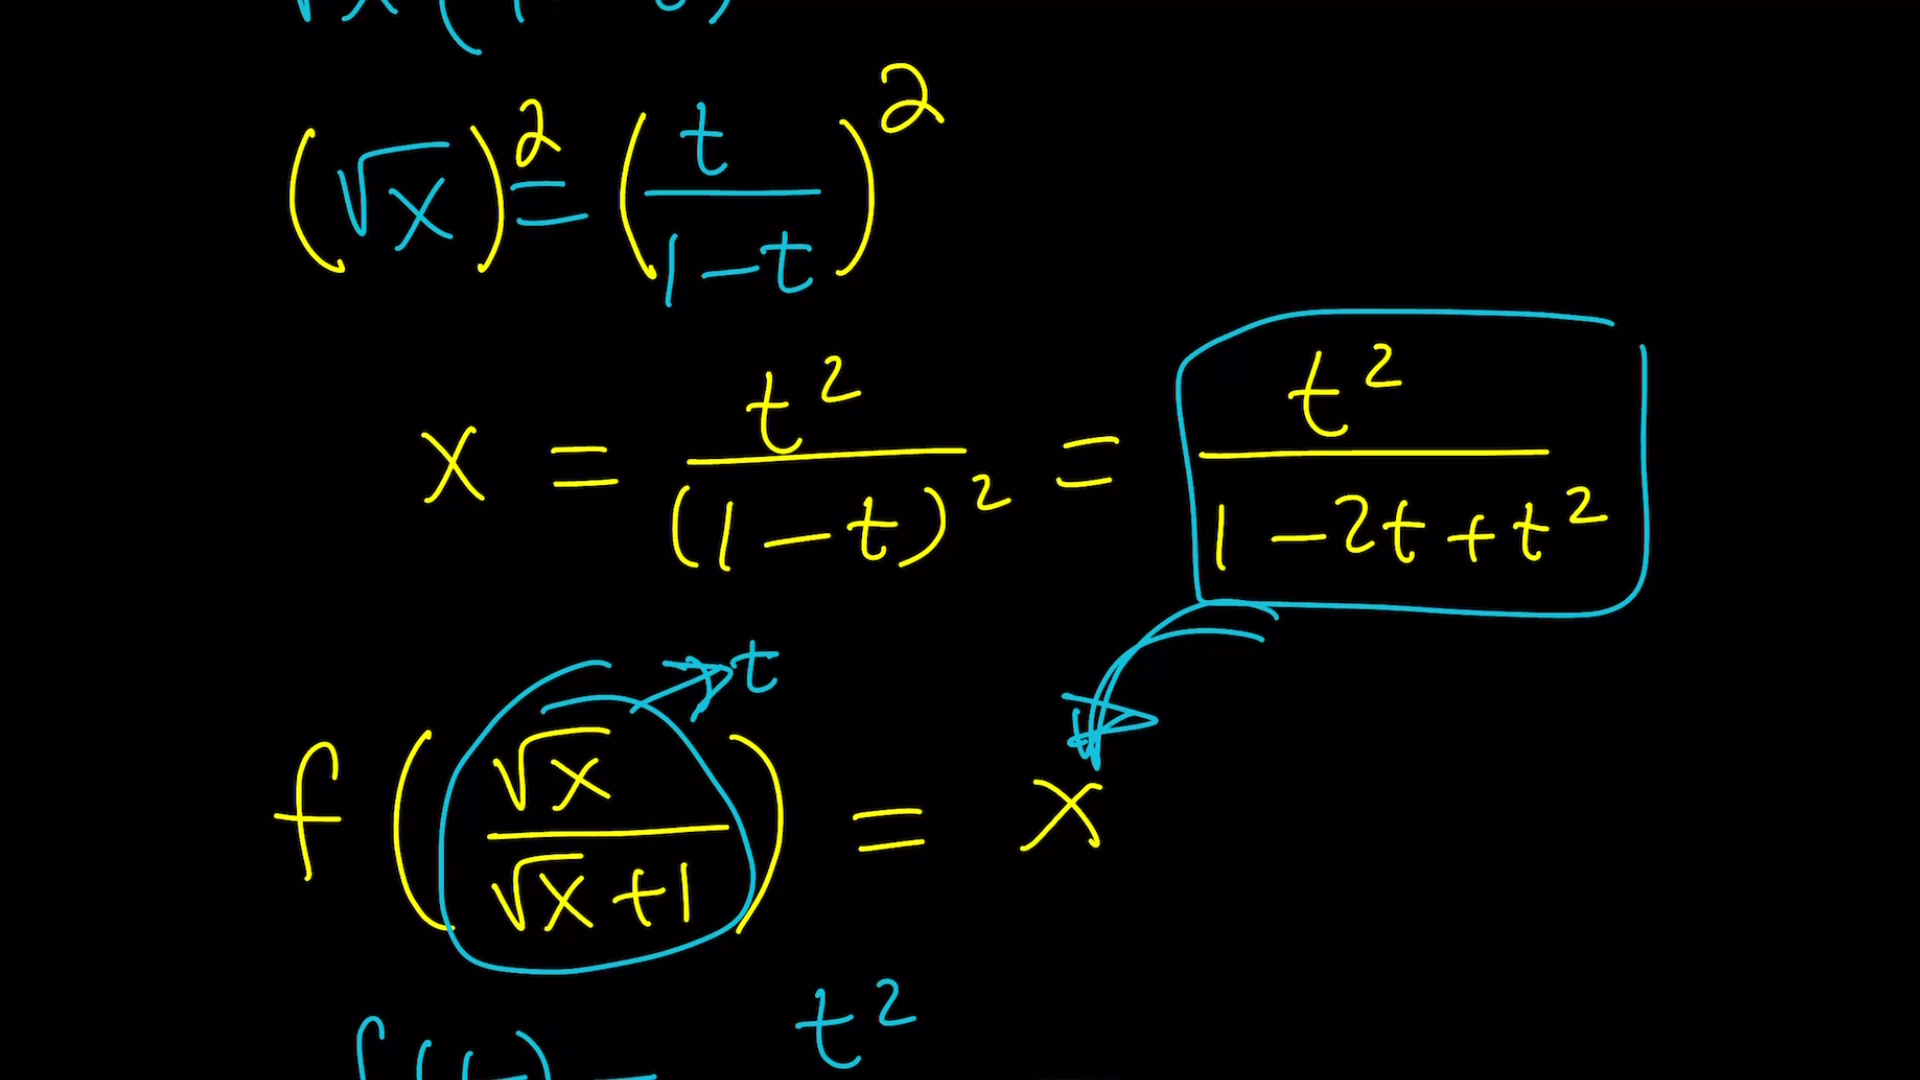 (√x)² = (t/(1-t))²
x = t²/(1-t)² = t²/(1-2t+t²)
t
f(√x/(√x+1)) = x
t²